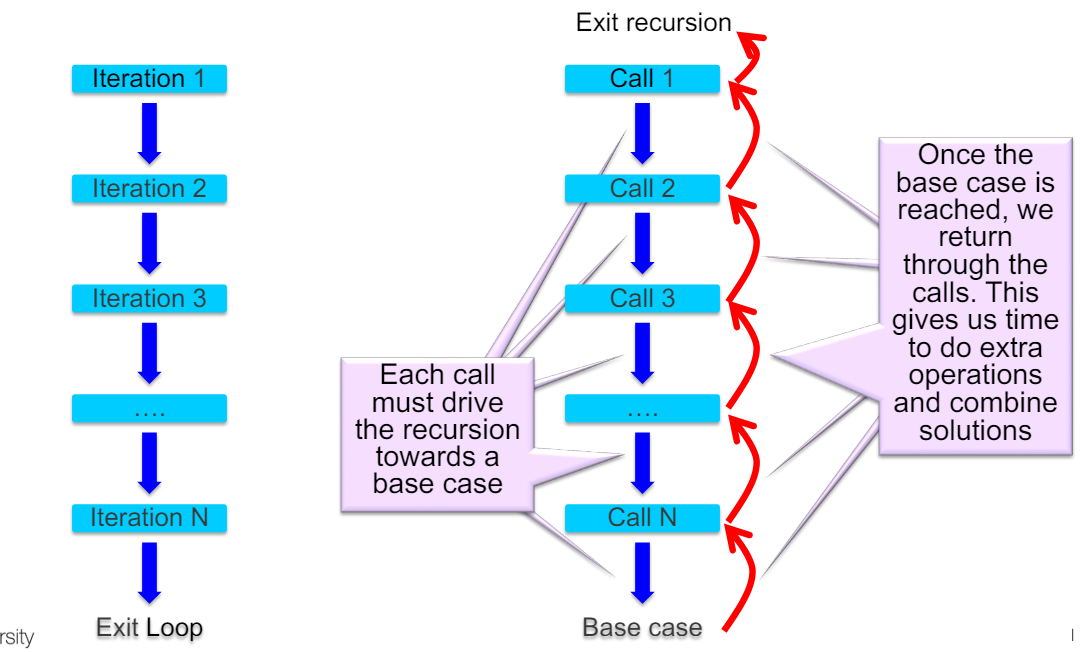 Exit recursion
Iteration 1
Iteration 2
Iteration 3
....
Iteration N
Exit Loop
Call 1
Call 2
Call 3
....
Call N
Base case
Each call
must drive
the recursion
towards a
base case
Once the
base case is
reached, we
return
through the
calls. This
gives us time
to do extra
operations
and combine
solutions
rsity